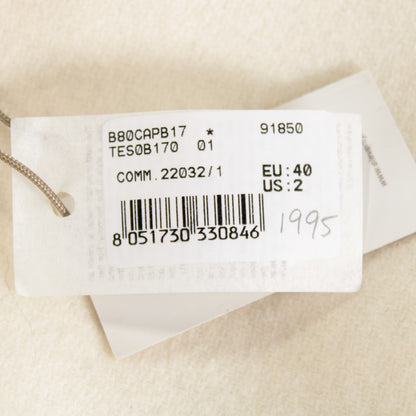 B80CAPB17 * 91850
TES0B170 01
COMM.22032/1 EU:40
US:2
8 051730 330846
1995